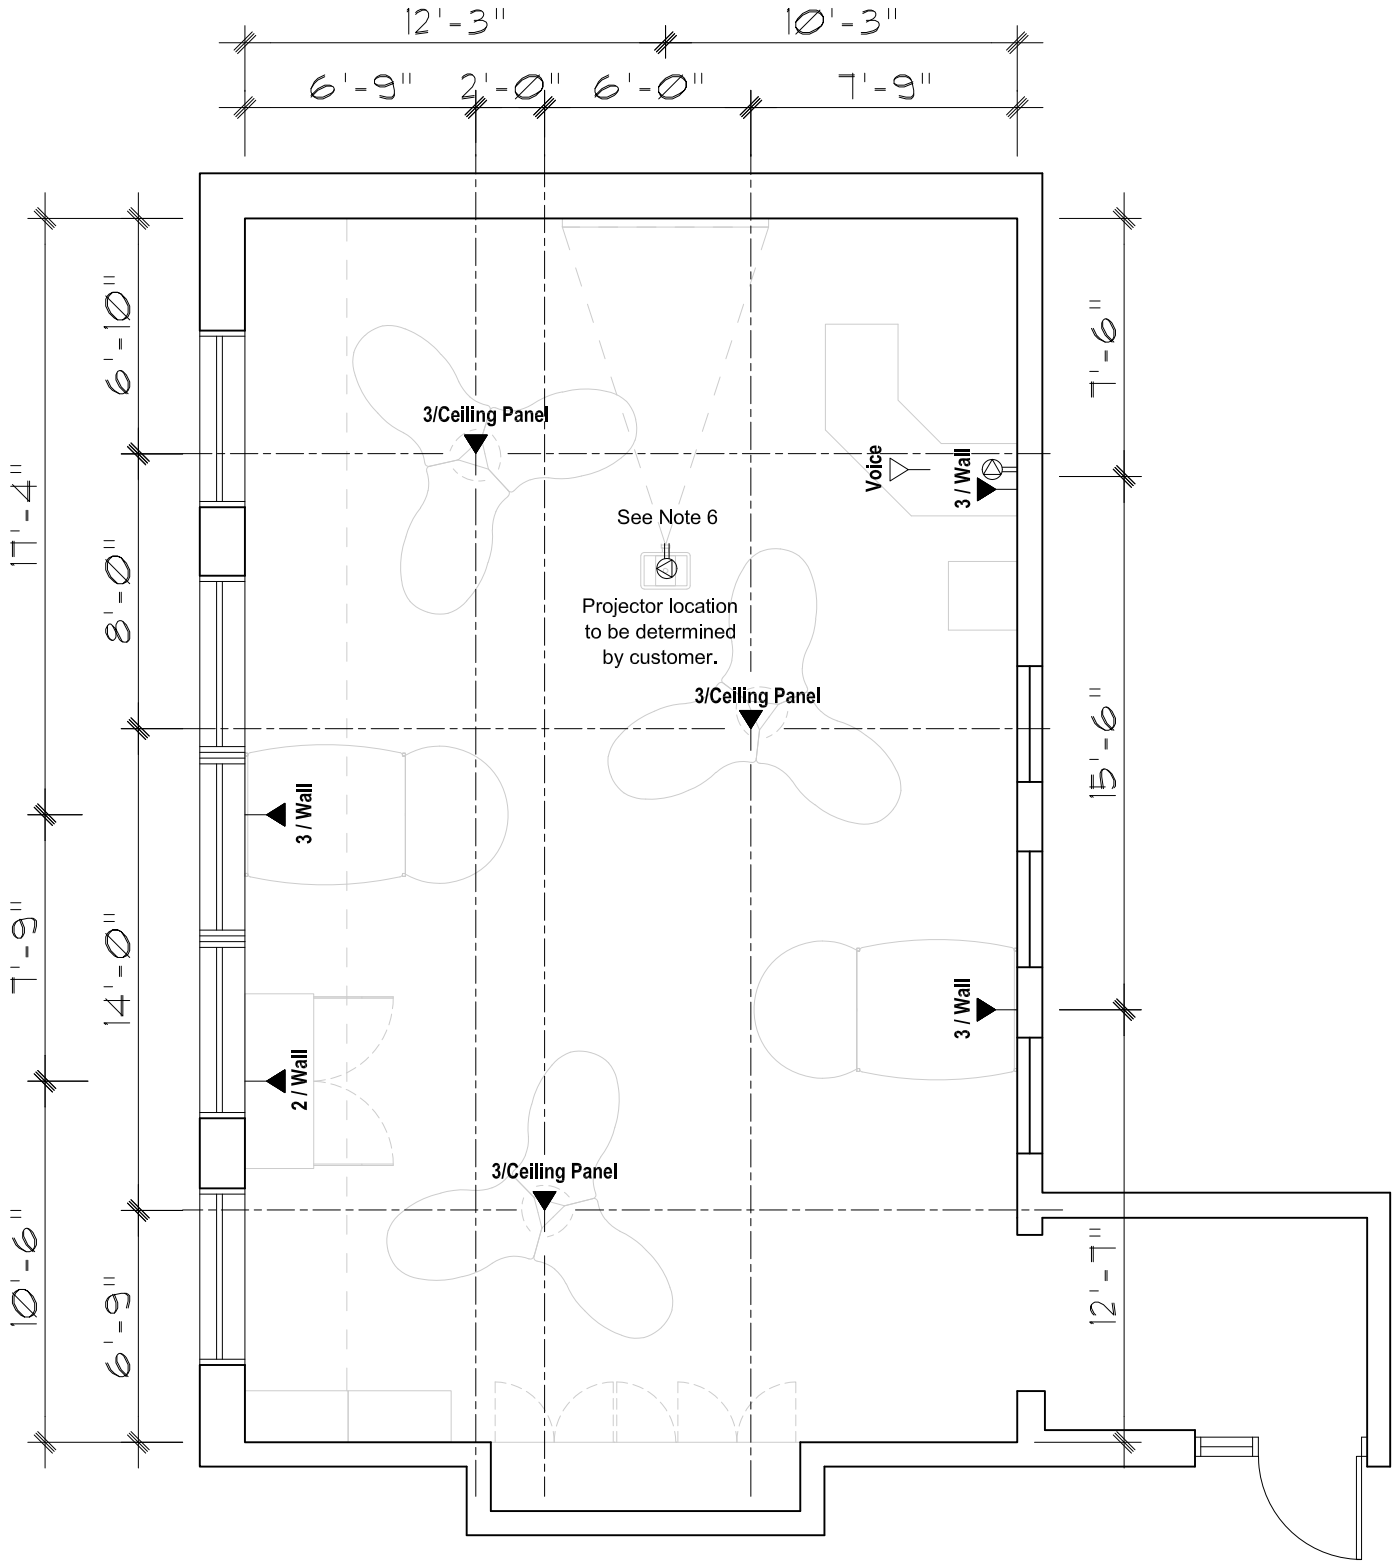 12'-3"
10'-3"
6'-9"
2'-0"
6'-0"
7'-9"
6'-10"
7'-6"
3/Ceiling Panel
Voice
3 / Wall
17'-4"
See Note 6
8'-0"
Projector location
to be determined
by customer.
3/Ceiling Panel
15'-6"
3 / Wall
7'-9"
14'-0"
3 / Wall
2 / Wall
3/Ceiling Panel
10'-6"
6'-9"
12'-7"